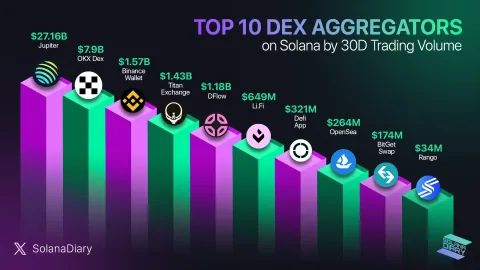 TOP 10 DEX AGGREGATORS
on Solana by 30D Trading Volume
$27.16B
Jupiter
$7.9B
OKX Dex
$1.57B
Binance
Wallet
$1.43B
Titan
Exchange
$1.18B
DFlow
$649M
Li.Fi
$321M
Defi
App
$264M
OpenSea
$174M
BitGet
Swap
$34M
Rango
SolanaDiary
SOLANA
DIARY